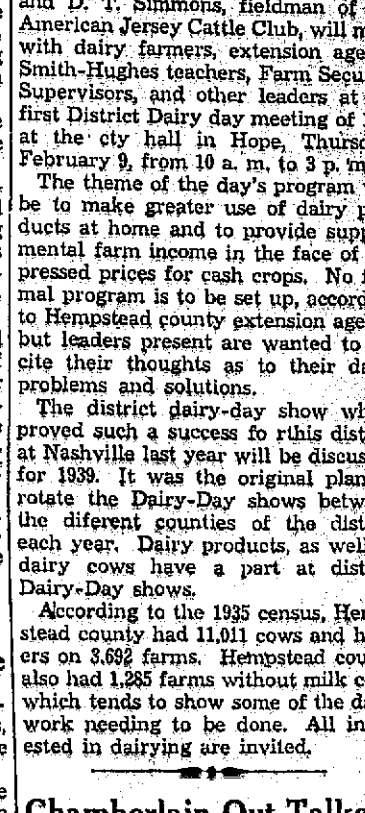 and D. T. Simmons, fieldman of
American Jersey Cattle Club, will m
with dairy farmers, extension age
Smith-Hughes teachers, Farm Secu
Supervisors, and other leaders at
first District Dairy day meeting of
at the cty hall in Hope, Thursd
February 9, from 10 a. m. to 3 p. m
The theme of the day's program
be to make greater use of dairy p
ducts at home and to provide supp
mental farm income in the face of
pressed prices for cash crops. No f
mal program is to be set up, accord
to Hempstead county extension age
but leaders present are wanted to
cite their thoughts as to their da
problems and solutions.
The district dairy-day show wh
proved such a success fo rthis dist
at Nashville last year will be discus
for 1939. It was the original plan
rotate the Dairy-Day shows betw
the diferent counties of the dist
each year. Dairy products, as well
dairy cows have a part at dist
Dairy-Day shows.
According to the 1935 census, Hem
stead county had 11,011 cows and h
ers on 3,692 farms. Hempstead cou
also had 1,285 farms without milk c
which tends to show some of the da
work needing to be done. All in
ested in dairying are invited.
Chamberlain Out Talks